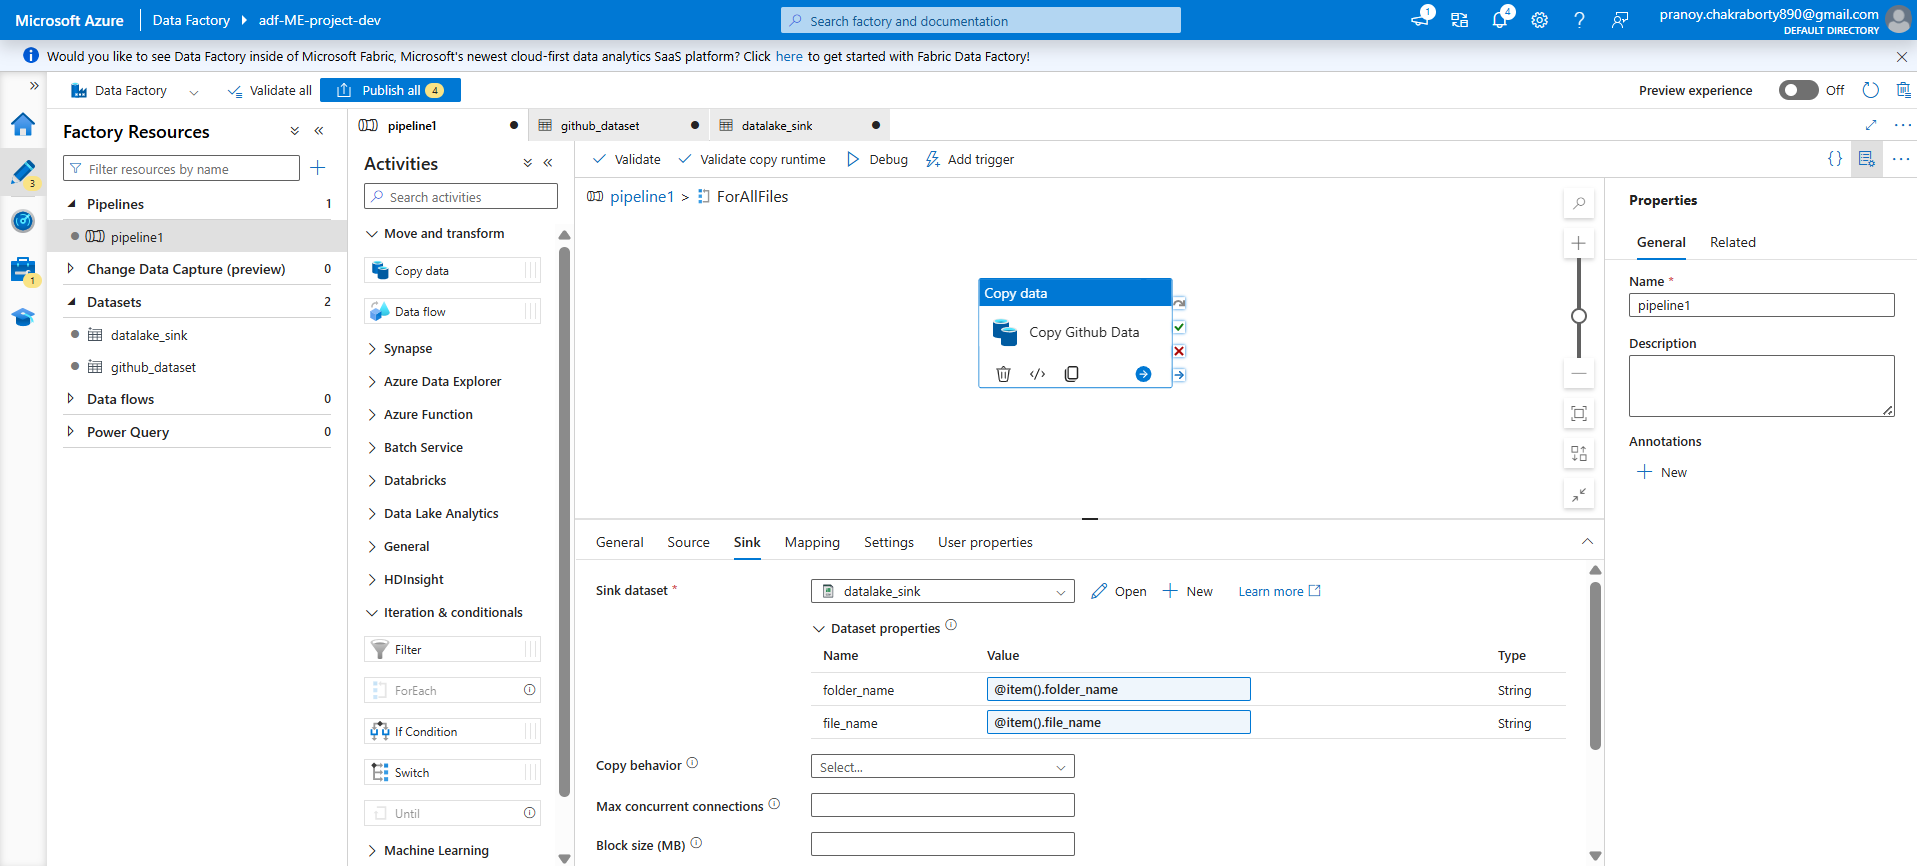 Microsoft Azure
Data Factory
adf-ME-project-dev
Search factory and documentation
1
4
pranoy.chakraborty890@gmail.com
DEFAULT DIRECTORY
Would you like to see Data Factory inside of Microsoft Fabric, Microsoft's newest cloud-first data analytics SaaS platform? Click here to get started with Fabric Data Factory!
Data Factory
Validate all
Publish all 4
Preview experience
Off
3
1
Factory Resources
Filter resources by name
Pipelines 1
pipeline1
Change Data Capture (preview) 0
Datasets 2
datalake_sink
github_dataset
Data flows 0
Power Query 0
pipeline1
github_dataset
datalake_sink
Activities
Search activities
Move and transform
Copy data
Data flow
Synapse
Azure Data Explorer
Azure Function
Batch Service
Databricks
Data Lake Analytics
General
HDInsight
Iteration & conditionals
Filter
ForEach
If Condition
Switch
Until
Machine Learning
Validate
Validate copy runtime
Debug
Add trigger
pipeline1 > ForAllFiles
Copy data
Copy Github Data
General
Source
Sink
Mapping
Settings
User properties
Sink dataset *
datalake_sink
Open
New
Learn more
Dataset properties
Name Value Type
folder_name @item().folder_name String
file_name @item().file_name String
Copy behavior
Select...
Max concurrent connections
Block size (MB)
Properties
General
Related
Name *
pipeline1
Description
Annotations
New